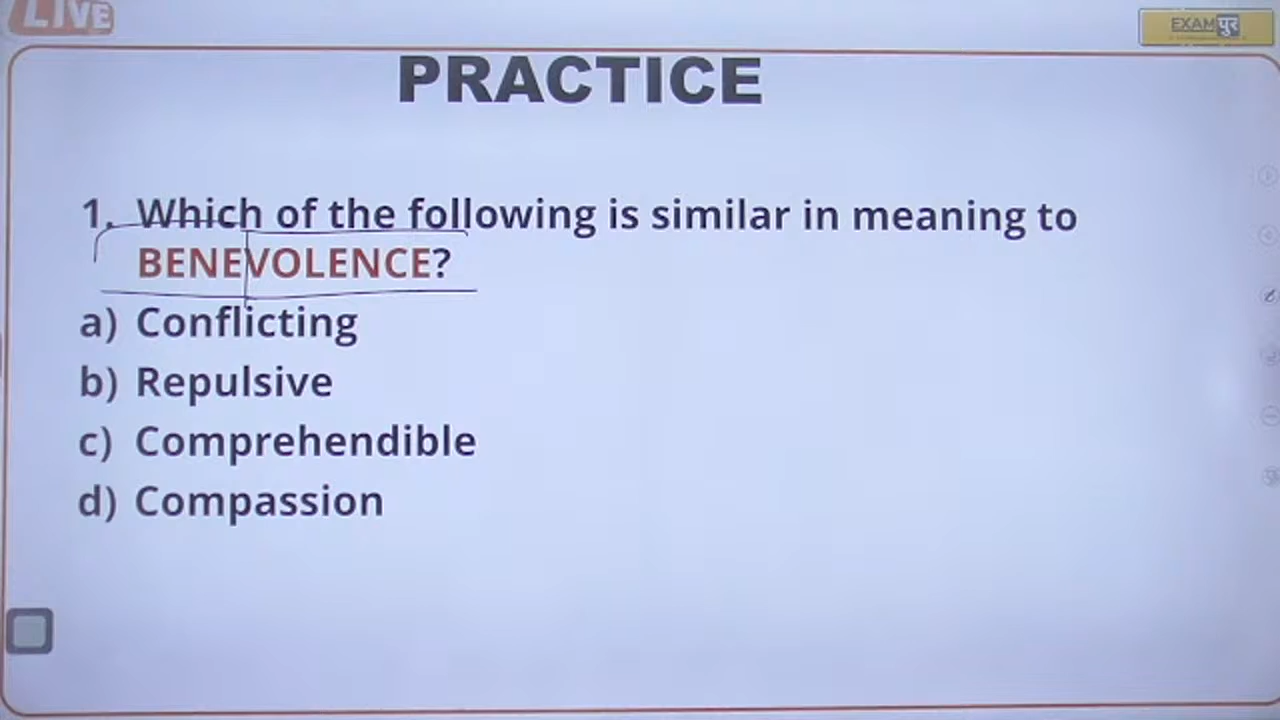 LIVE
EXAMपुर
PRACTICE
1. Which of the following is similar in meaning to
BENEVOLENCE?
a) Conflicting
b) Repulsive
c) Comprehendible
d) Compassion